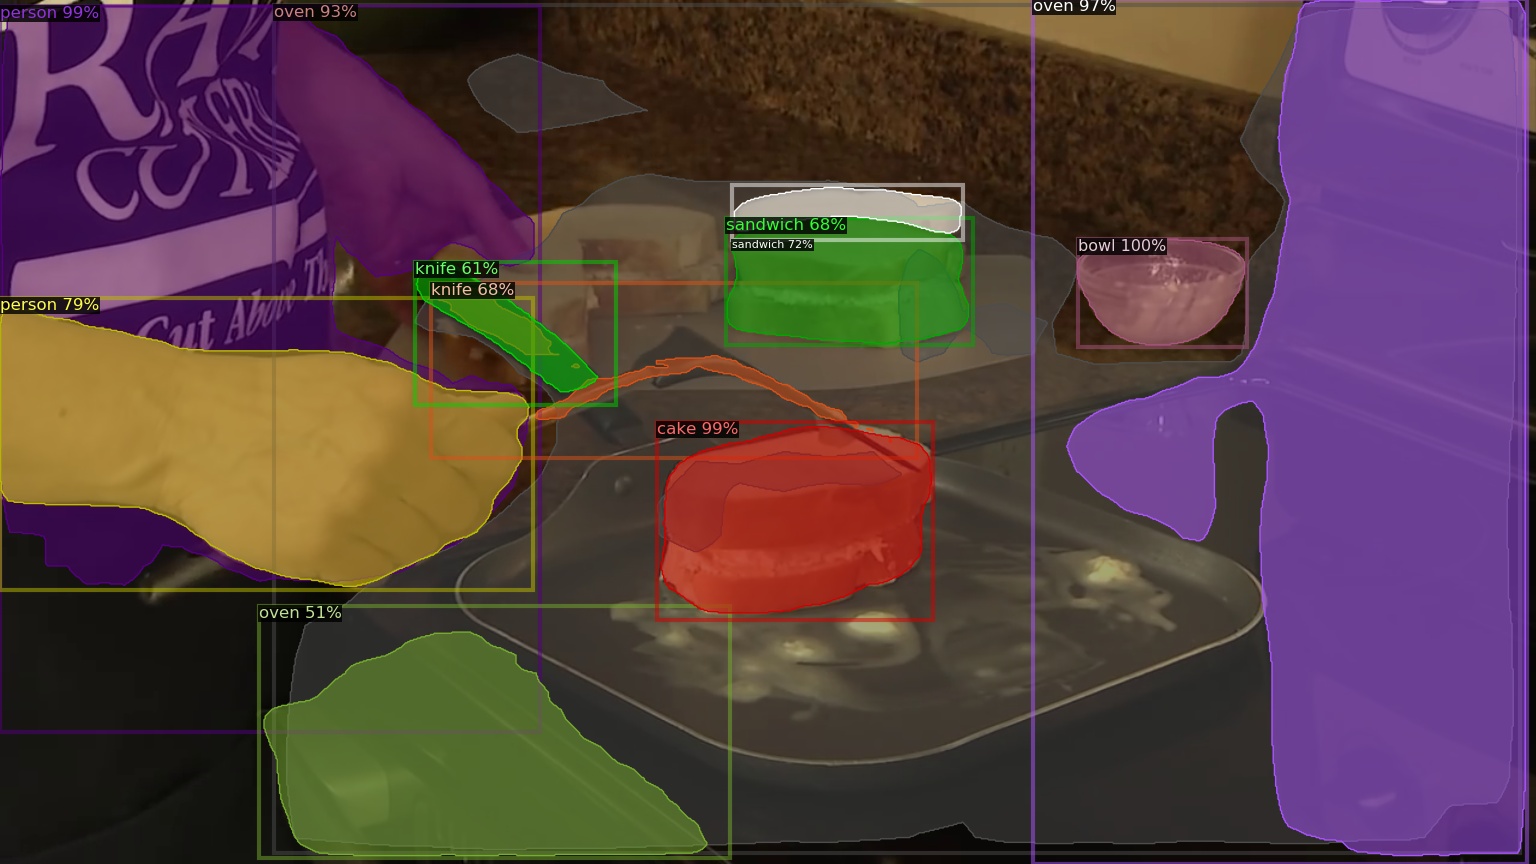 person 99%
oven 93%
oven 97%
RAW
sandwich 68%
sandwich 72%
bowl 100%
knife 61%
knife 68%
person 79%
Cut Above Th
cake 99%
oven 51%